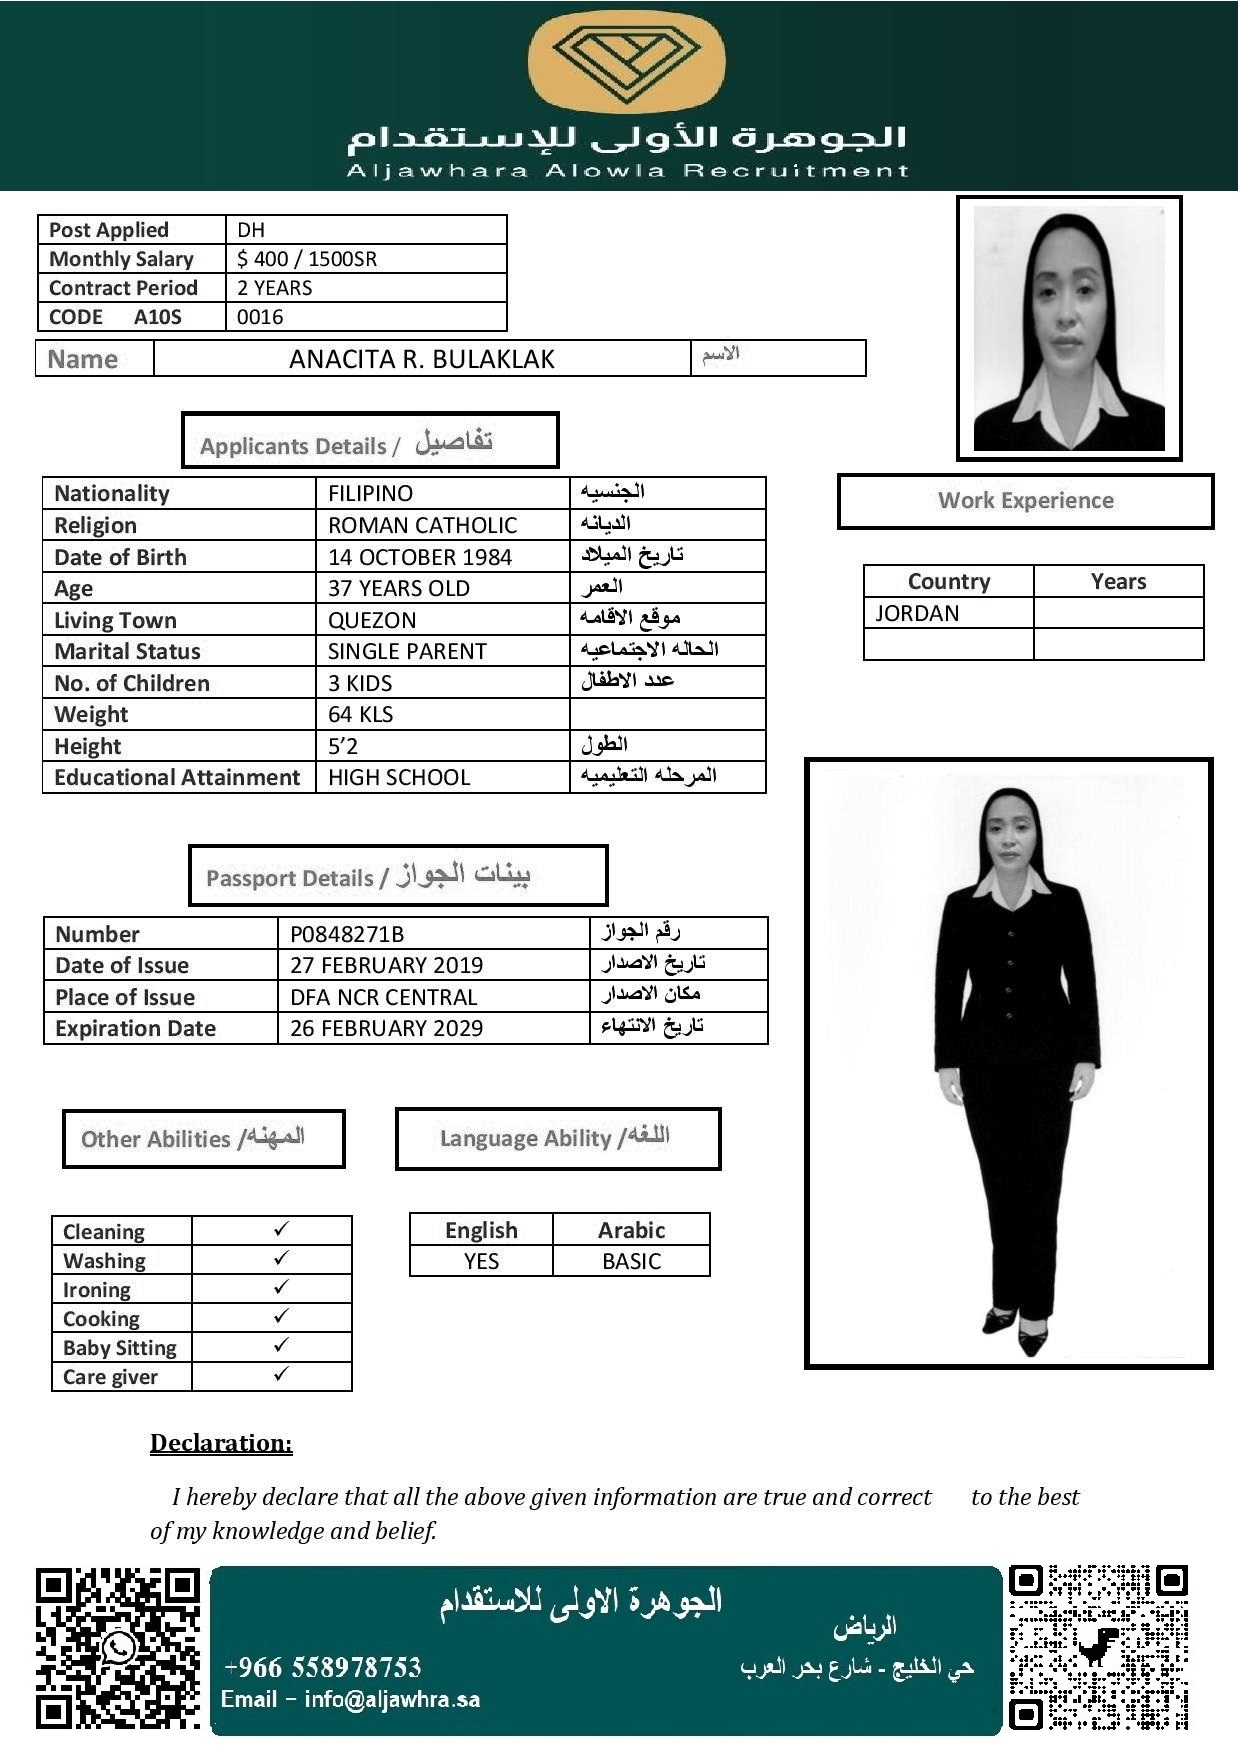 الجوهرة الأولى للإستقدام
Aljawhara Alowla Recruitment
Post Applied DH
Monthly Salary $ 400 / 1500SR
Contract Period 2 YEARS
CODE A10S 0016
Name ANACITA R. BULAKLAK الاسم
Applicants Details / تفاصيل
Nationality FILIPINO الجنسيه
Religion ROMAN CATHOLIC الديانه
Date of Birth 14 OCTOBER 1984 تاريخ الميلاد
Age 37 YEARS OLD العمر
Living Town QUEZON موقع الاقامه
Marital Status SINGLE PARENT الحاله الاجتماعيه
No. of Children 3 KIDS عدد الاطفال
Weight 64 KLS
Height 5’2 الطول
Educational Attainment HIGH SCHOOL المرحله التعليميه
Work Experience
Country Years
JORDAN
Passport Details / بينات الجواز
Number P0848271B رقم الجواز
Date of Issue 27 FEBRUARY 2019 تاريخ الاصدار
Place of Issue DFA NCR CENTRAL مكان الاصدار
Expiration Date 26 FEBRUARY 2029 تاريخ الانتهاء
Other Abilities /المهنه
Language Ability /اللغه
Cleaning ✓
Washing ✓
Ironing ✓
Cooking ✓
Baby Sitting ✓
Care giver ✓
English Arabic
YES BASIC
Declaration:
I hereby declare that all the above given information are true and correct to the best
of my knowledge and belief.
الجوهرة الاولى للاستقدام
الرياض
+966 558978753 حي الخليج - شارع بحر العرب
Email – info@aljawhra.sa